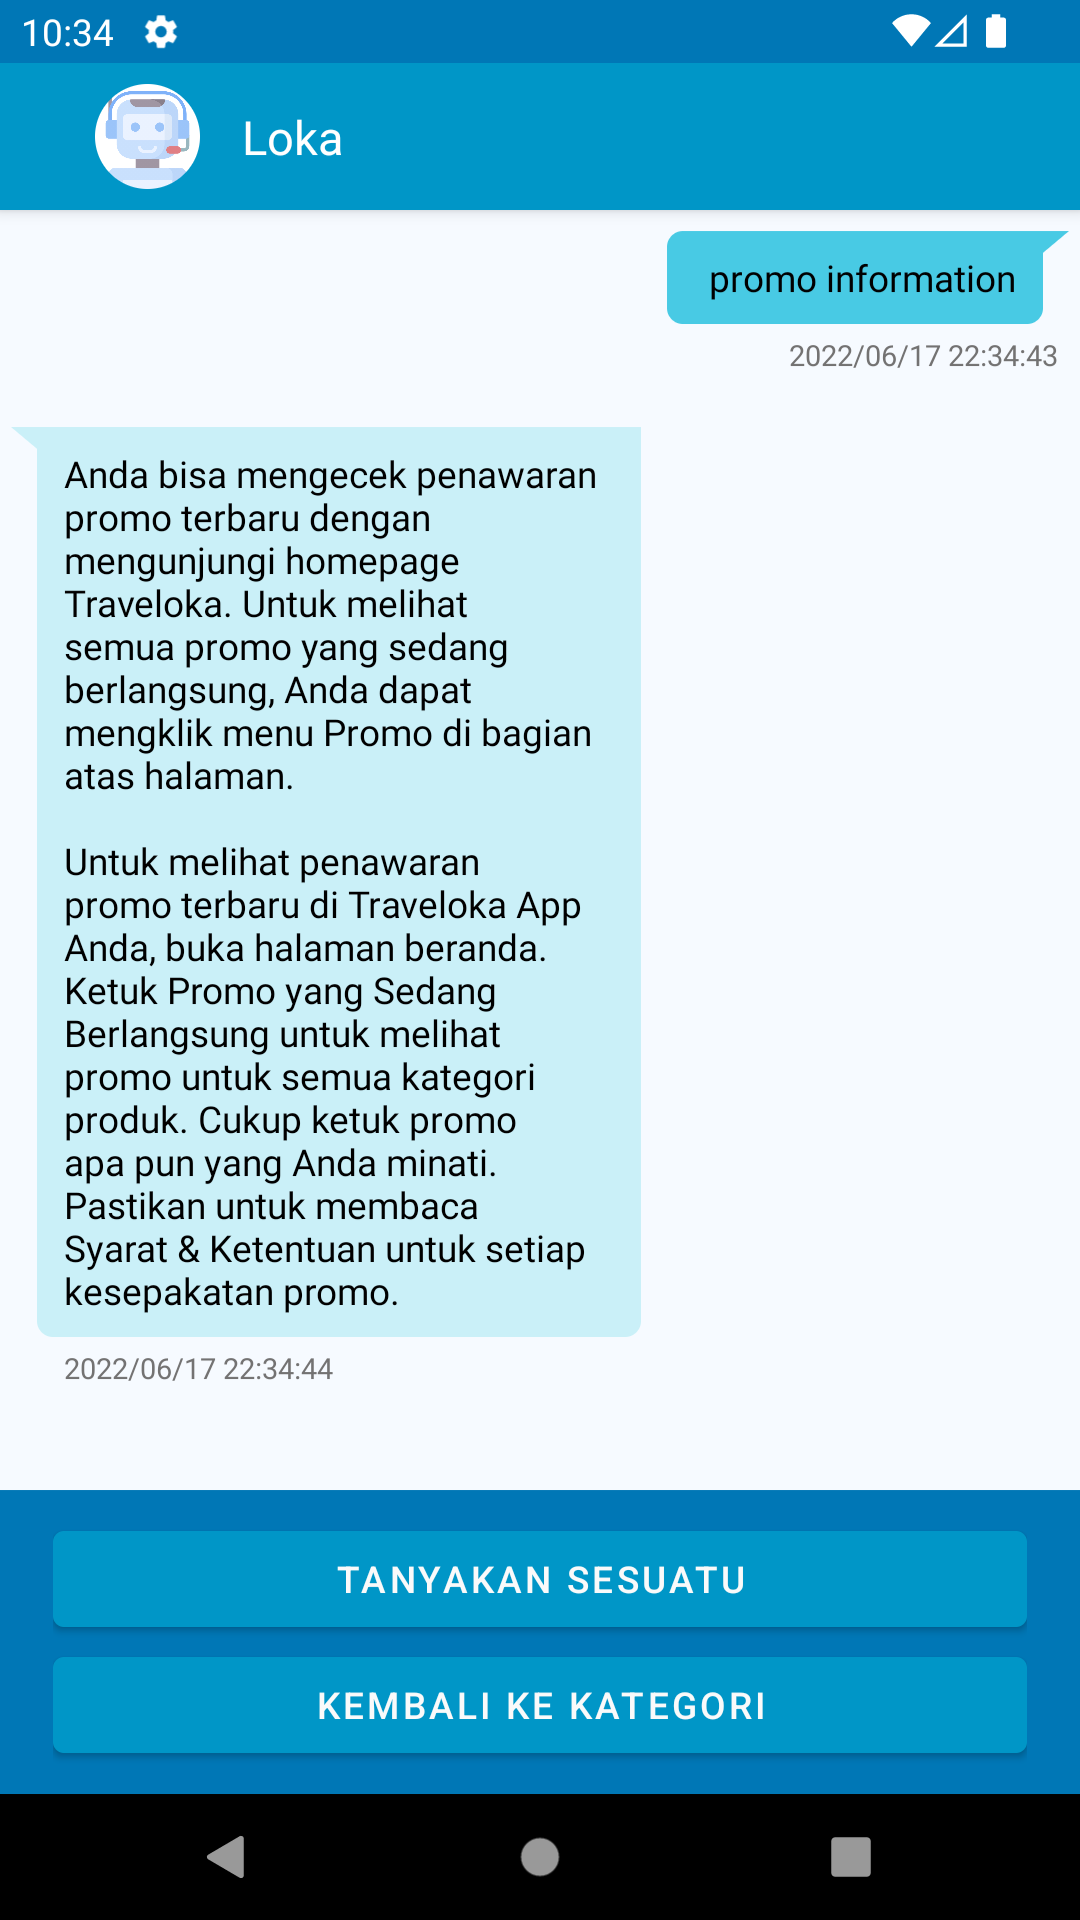 10:34
Loka
promo information
2022/06/17 22:34:43
Anda bisa mengecek penawaran
promo terbaru dengan
mengunjungi homepage
Traveloka. Untuk melihat
semua promo yang sedang
berlangsung, Anda dapat
mengklik menu Promo di bagian
atas halaman.
Untuk melihat penawaran
promo terbaru di Traveloka App
Anda, buka halaman beranda.
Ketuk Promo yang Sedang
Berlangsung untuk melihat
promo untuk semua kategori
produk. Cukup ketuk promo
apa pun yang Anda minati.
Pastikan untuk membaca
Syarat & Ketentuan untuk setiap
kesepakatan promo.
2022/06/17 22:34:44
TANYAKAN SESUATU
KEMBALI KE KATEGORI